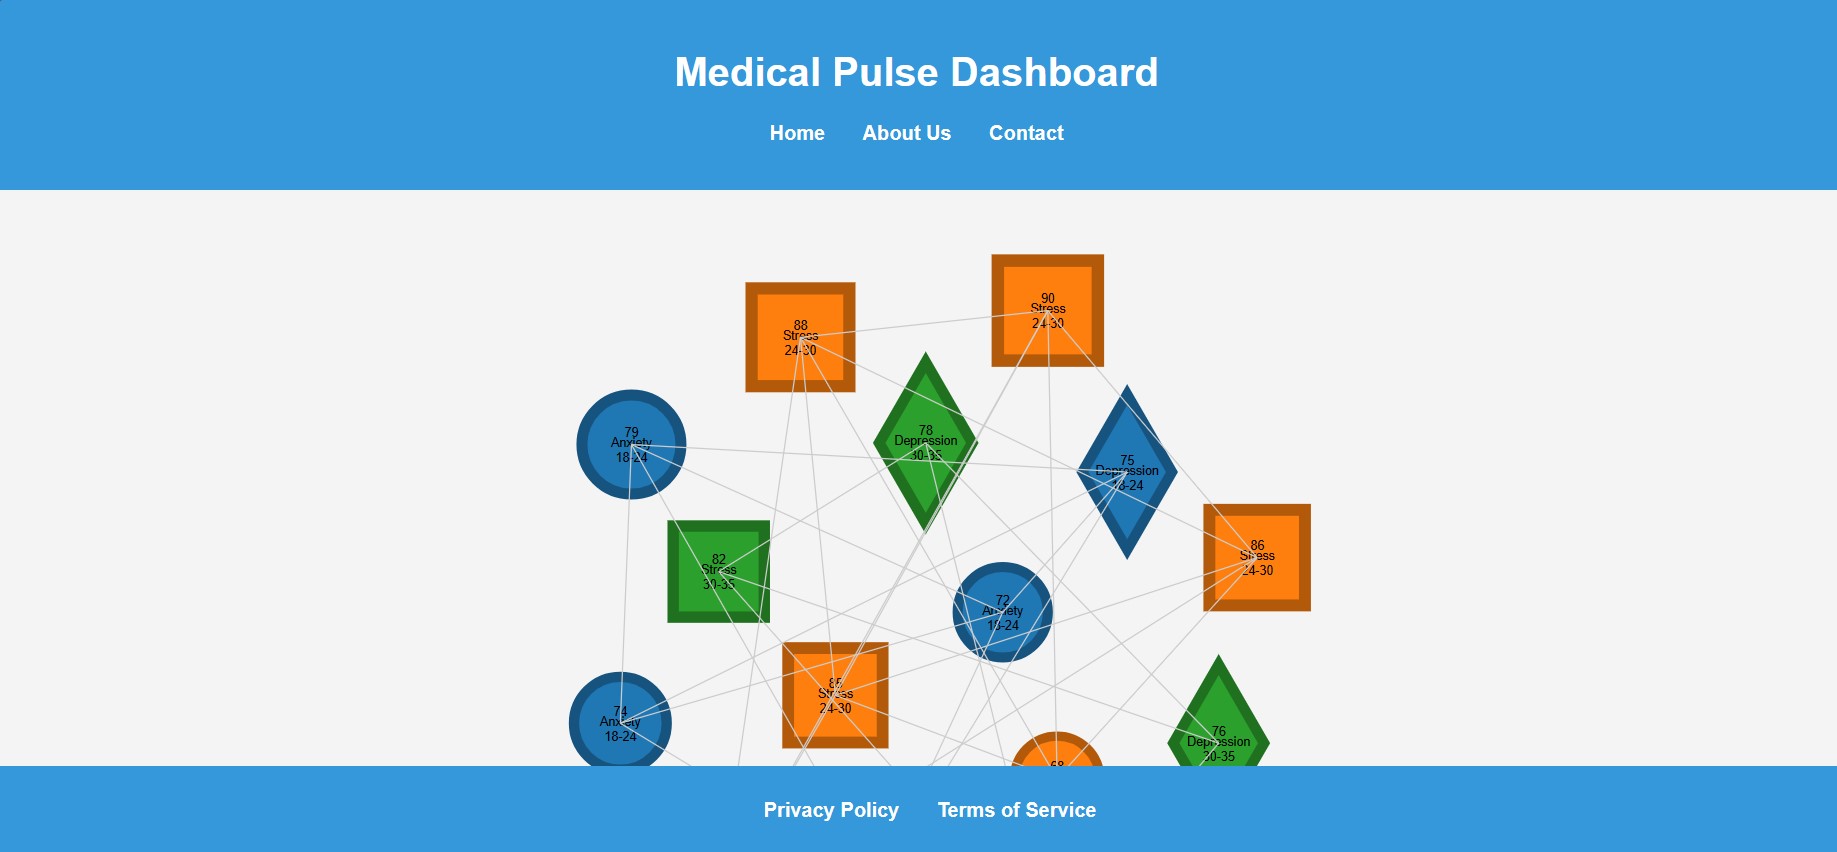 Medical Pulse Dashboard
Home About Us Contact
90
Stress
24-30
88
Stress
24-30
78
Depression
30-35
79
Anxiety
18-24
75
Depression
18-24
86
Stress
24-30
82
Stress
30-35
72
Anxiety
18-24
85
Stress
24-30
74
Anxiety
18-24
76
Depression
30-35
68
Privacy Policy Terms of Service